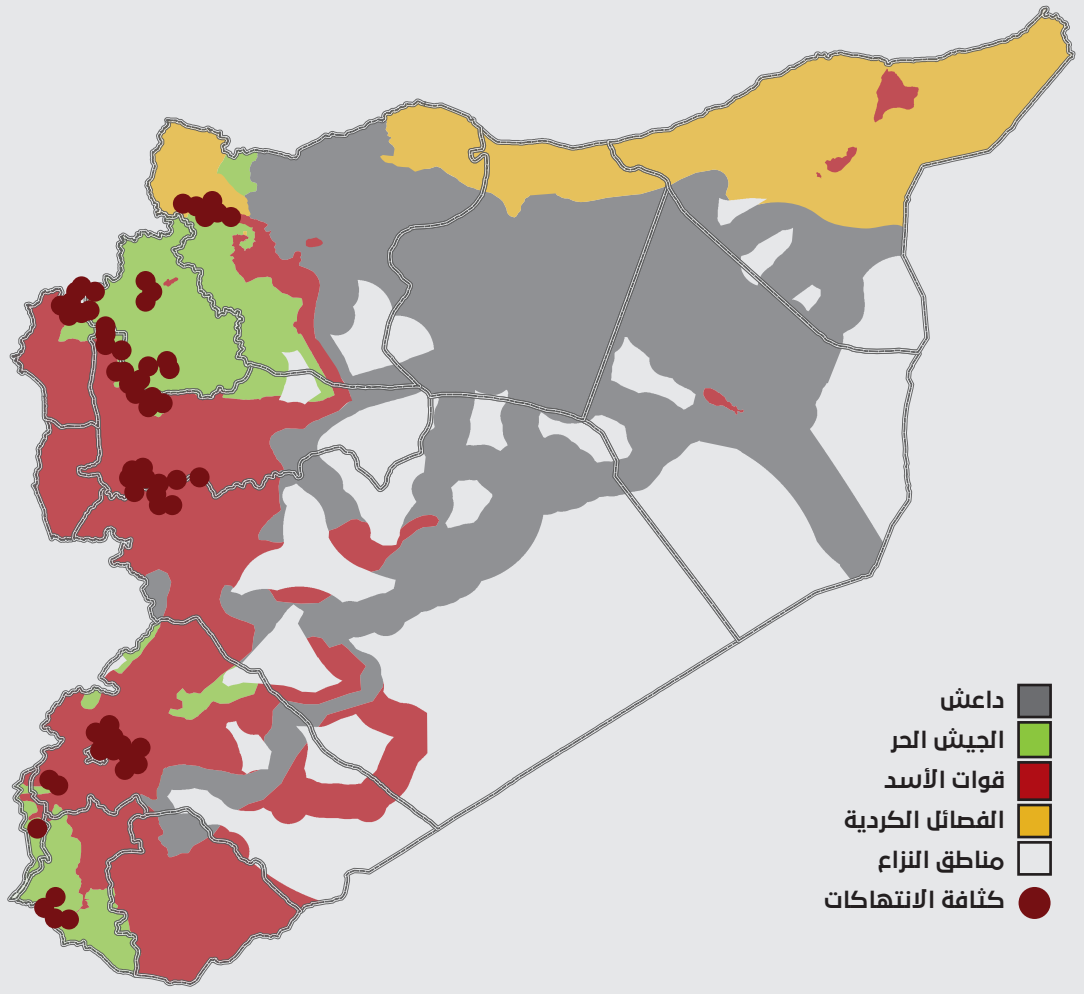 داعش
الجيش الحر
قوات الأسد
الفصائل الكردية
مناطق النزاع
كثافة الانتهاكات